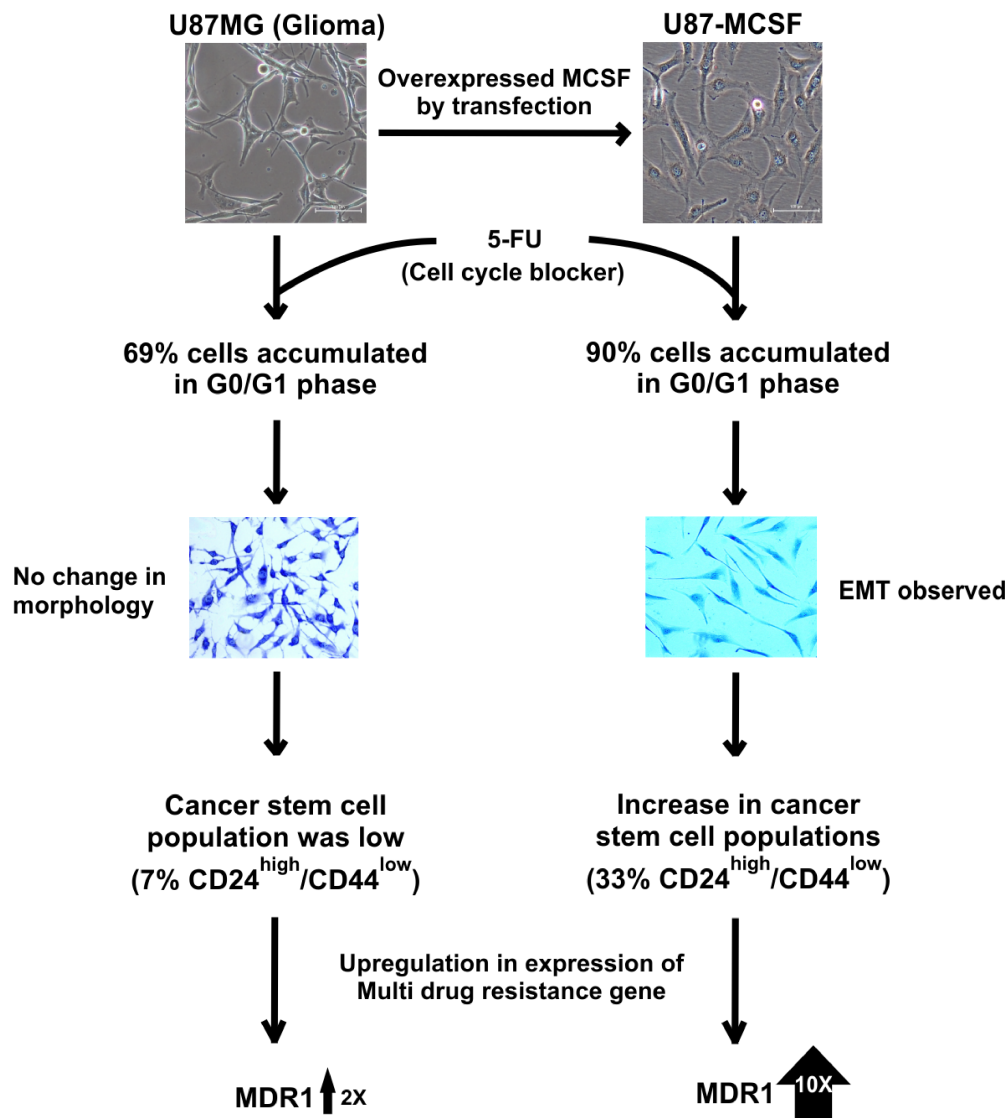 U87MG (Glioma)
U87-MCSF
Overexpressed MCSF
by transfection
5-FU
(Cell cycle blocker)
69% cells accumulated
in G0/G1 phase
90% cells accumulated
in G0/G1 phase
No change in
morphology
EMT observed
Cancer stem cell
population was low
(7% CD24high/CD44low)
Increase in cancer
stem cell populations
(33% CD24high/CD44low)
Upregulation in expression of
Multi drug resistance gene
MDR1 2X
MDR1 10X